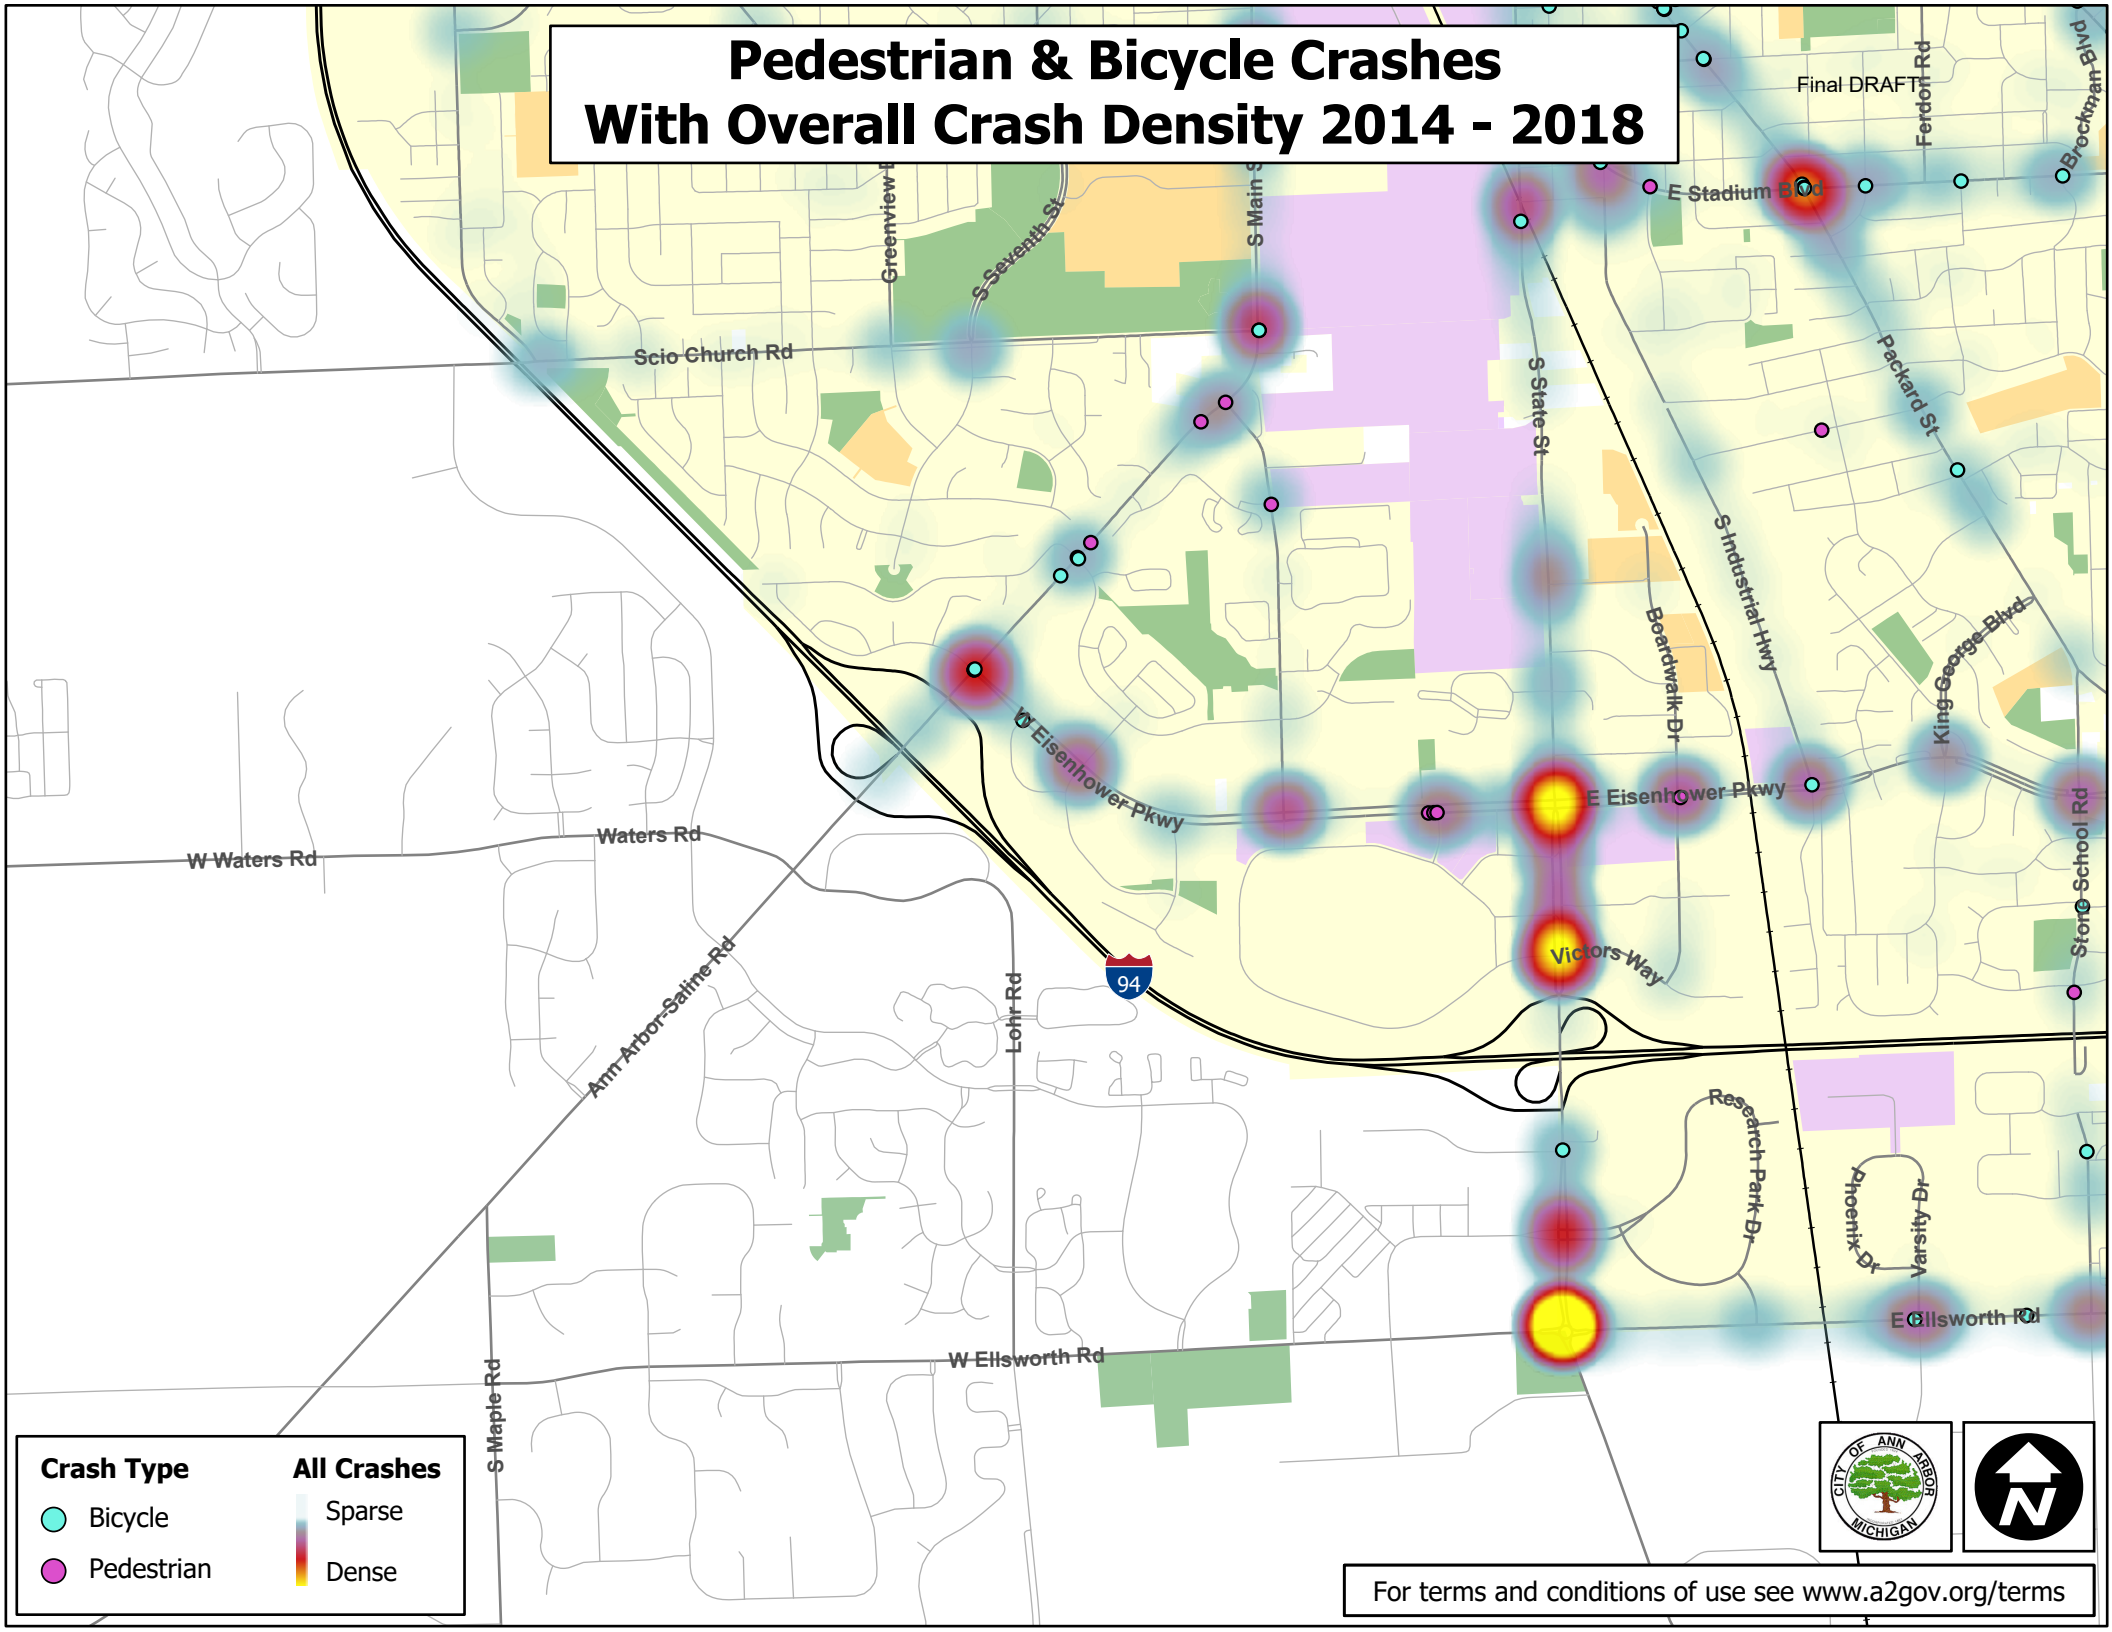 Pedestrian & Bicycle Crashes
With Overall Crash Density 2014 - 2018
Final DRAFT
Ferdon Rd
Brockman Blvd
E Stadium Blvd
Greenview
S Seventh St
S Main S
Scio Church Rd
S State St
Packard St
S Industrial Hwy
Boardwalk Dr
King George Blvd
W Eisenhower Pkwy
E Eisenhower Pkwy
Stone School Rd
W Waters Rd
Waters Rd
Victors Way
Ann Arbor-Saline Rd
Lohr Rd
94
Research Park Dr
Phoenix Dr
Varsity Dr
E Ellsworth Rd
W Ellsworth Rd
S Maple Rd
Crash Type
Bicycle
Pedestrian
All Crashes
Sparse
Dense
CITY OF ANN ARBOR
MICHIGAN
N
For terms and conditions of use see www.a2gov.org/terms